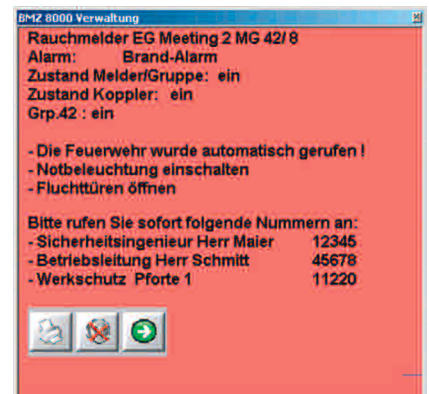 BMZ 8000 Verwaltung
Rauchmelder EG Meeting 2 MG 42/ 8
Alarm: Brand-Alarm
Zustand Melder/Gruppe: ein
Zustand Koppler: ein
Grp.42 : ein
- Die Feuerwehr wurde automatisch gerufen !
- Notbeleuchtung einschalten
- Fluchttüren öffnen
Bitte rufen Sie sofort folgende Nummern an:
- Sicherheitsingenieur Herr Maier 12345
- Betriebsleitung Herr Schmitt 45678
- Werkschutz Pforte 1 11220